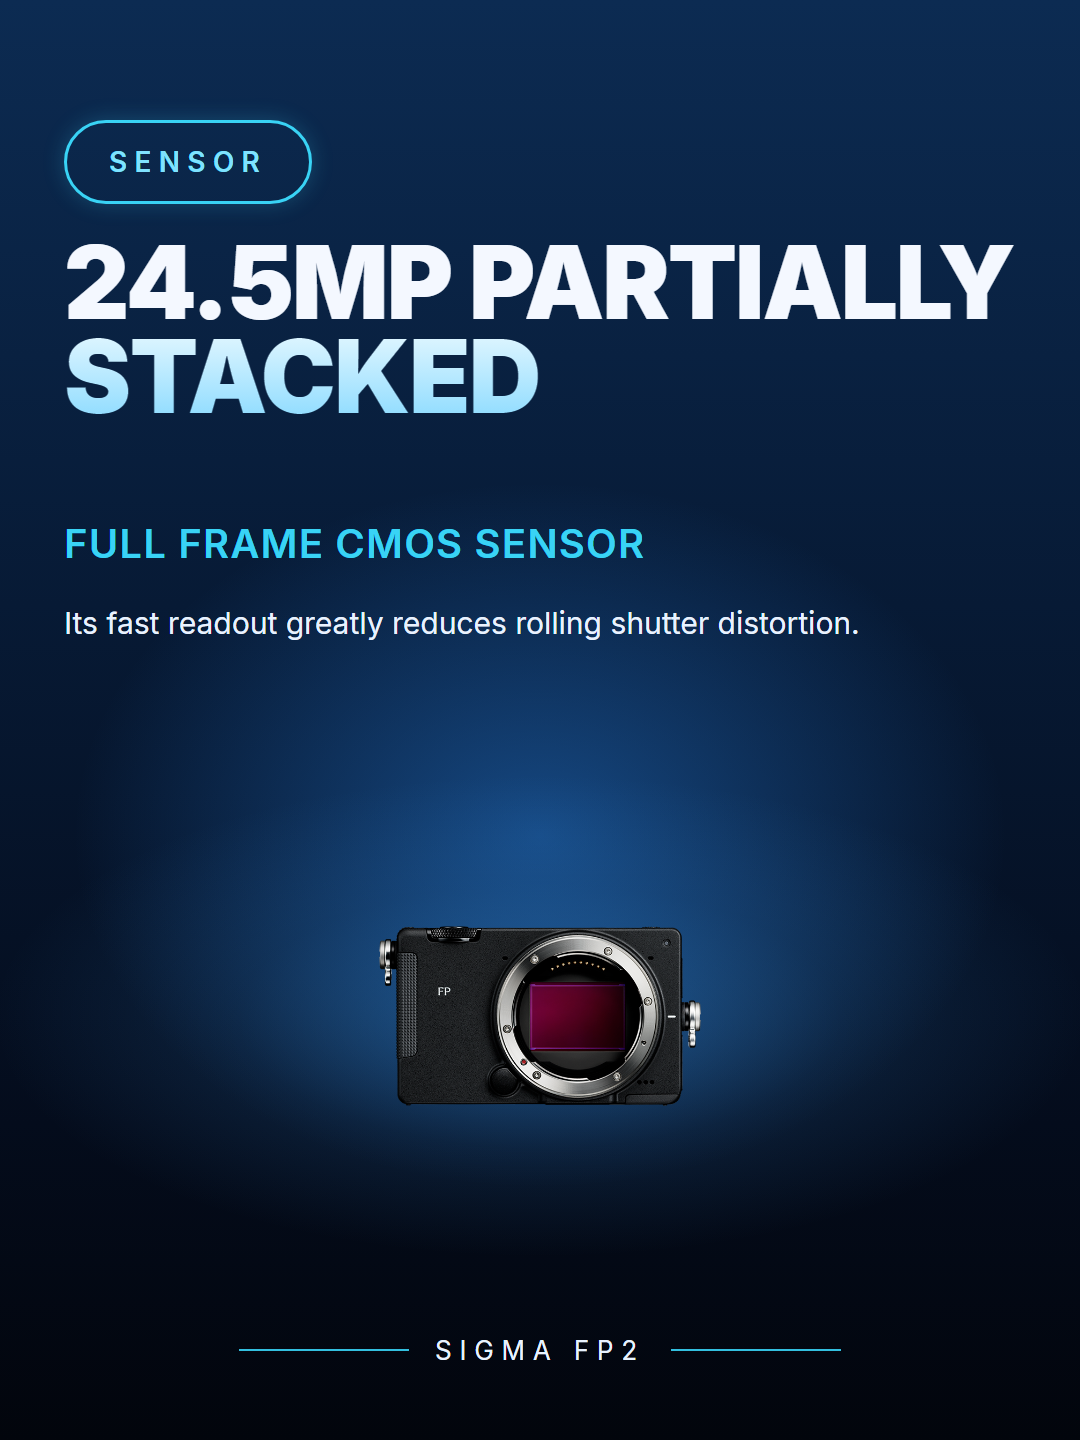 SENSOR
24.5MP PARTIALLY
STACKED
FULL FRAME CMOS SENSOR
Its fast readout greatly reduces rolling shutter distortion.
FP
SIGMA FP2